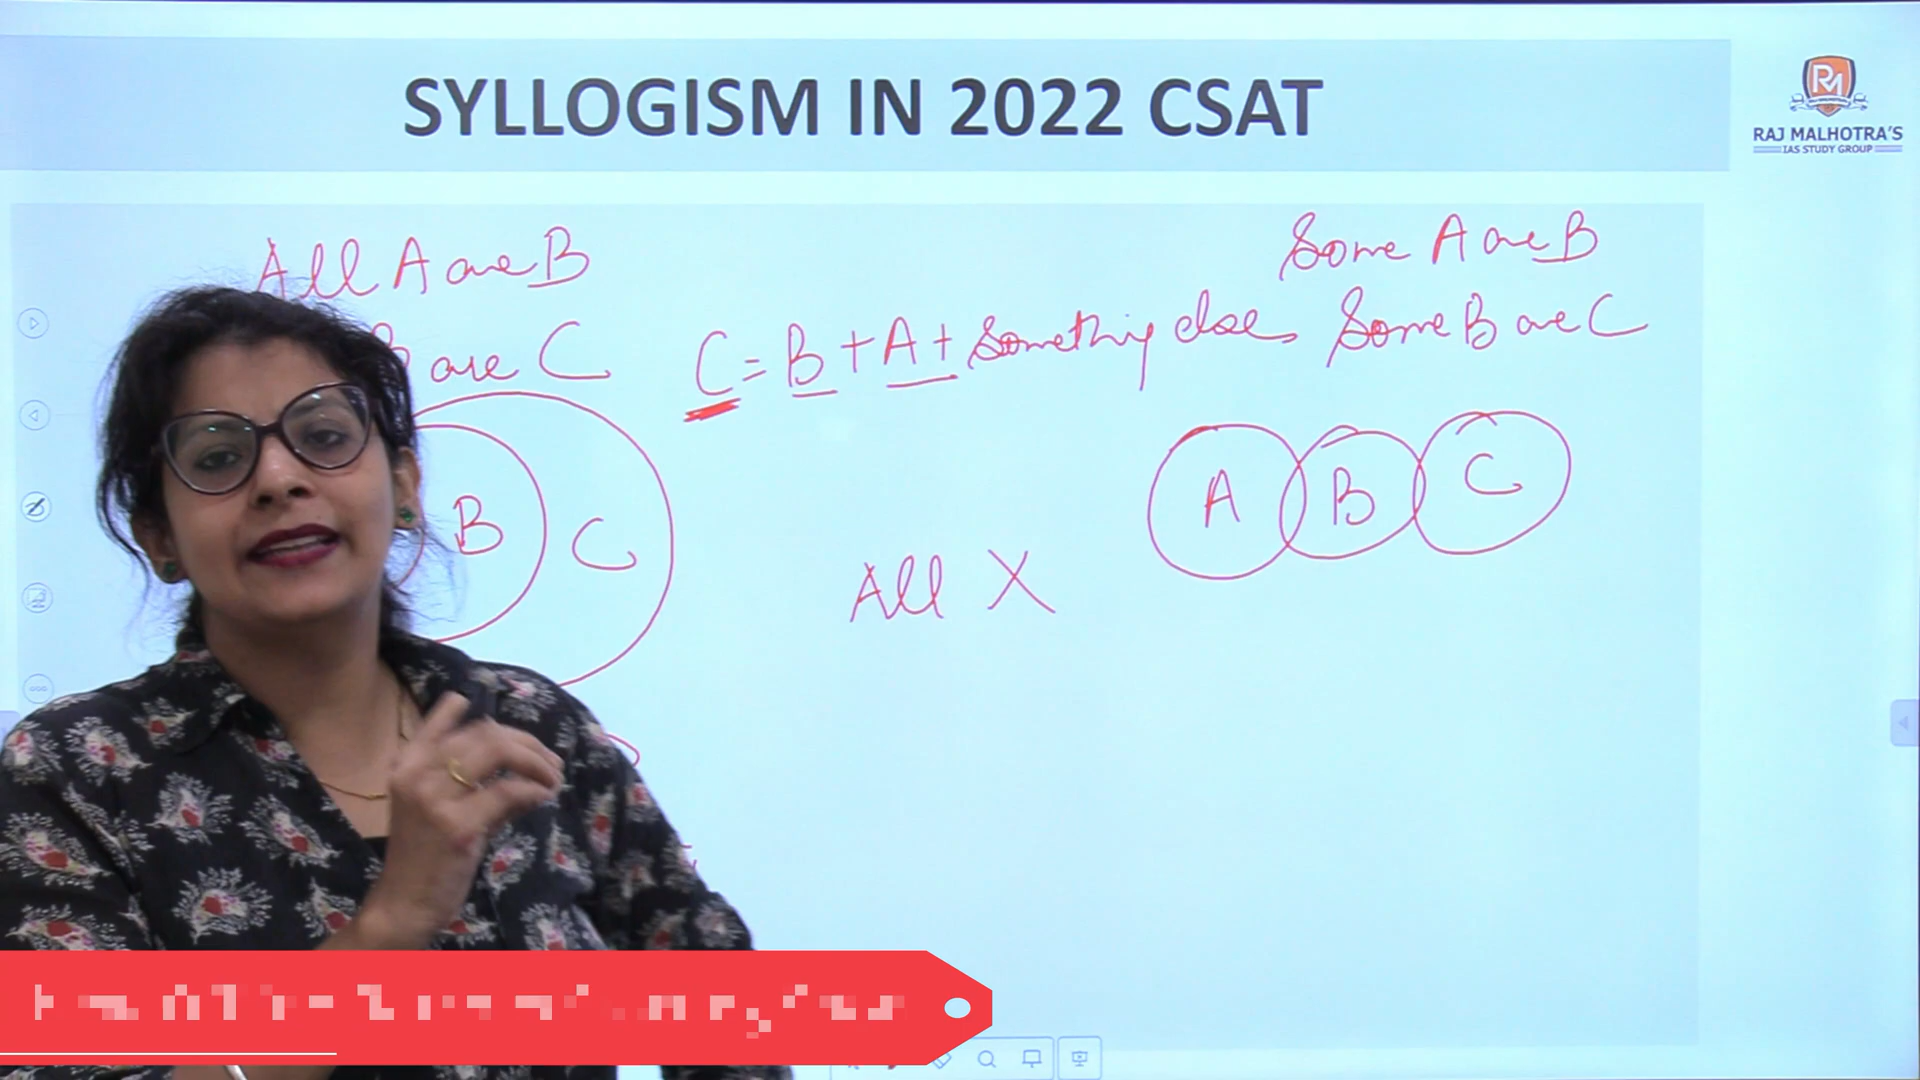 SYLLOGISM IN 2022 CSAT
RM
RAJ MALHOTRA'S
IAS STUDY GROUP
All A are B
B are C
C = B + A + Something else
Some A are B
Some B are C
B
C
A
B
C
All X